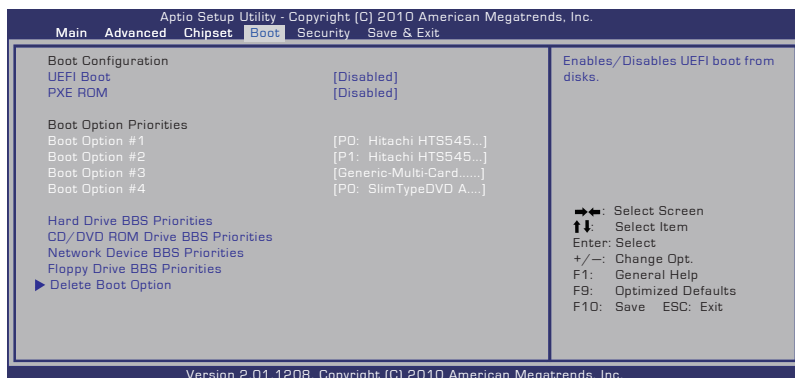 Aptio Setup Utility - Copyright (C) 2010 American Megatrends, Inc.
Main Advanced Chipset Boot Security Save & Exit
Boot Configuration
UEFI Boot [Disabled]
PXE ROM [Disabled]
Boot Option Priorities
Boot Option #1 [P0: Hitachi HTS545...]
Boot Option #2 [P1: Hitachi HTS545...]
Boot Option #3 [Generic-Multi-Card......]
Boot Option #4 [P0: SlimTypeDVD A....]
Hard Drive BBS Priorities
CD/DVD ROM Drive BBS Priorities
Network Device BBS Priorities
Floppy Drive BBS Priorities
Delete Boot Option
Enables/Disables UEFI boot from
disks.
→←: Select Screen
↑↓: Select Item
Enter: Select
+/—: Change Opt.
F1: General Help
F9: Optimized Defaults
F10: Save ESC: Exit
Version 2.01.1208. Copyright (C) 2010 American Megatrends, Inc.